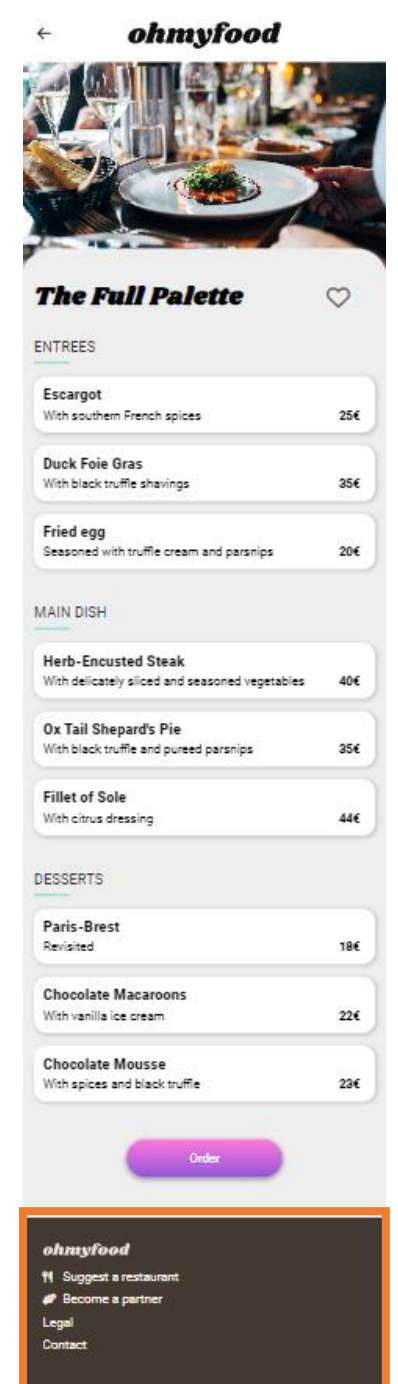 ohmyfood
The Full Palette
ENTREES
Escargot
With southern French spices 25€
Duck Foie Gras
With black truffle shavings 35€
Fried egg
Seasoned with truffle cream and parsnips 20€
MAIN DISH
Herb-Encusted Steak
With delicately sliced and seasoned vegetables 40€
Ox Tail Shepard's Pie
With black truffle and pureed parsnips 35€
Fillet of Sole
With citrus dressing 44€
DESSERTS
Paris-Brest
Revisited 18€
Chocolate Macaroons
With vanilla ice cream 22€
Chocolate Mousse
With spices and black truffle 23€
Order
ohmyfood
Suggest a restaurant
Become a partner
Legal
Contact